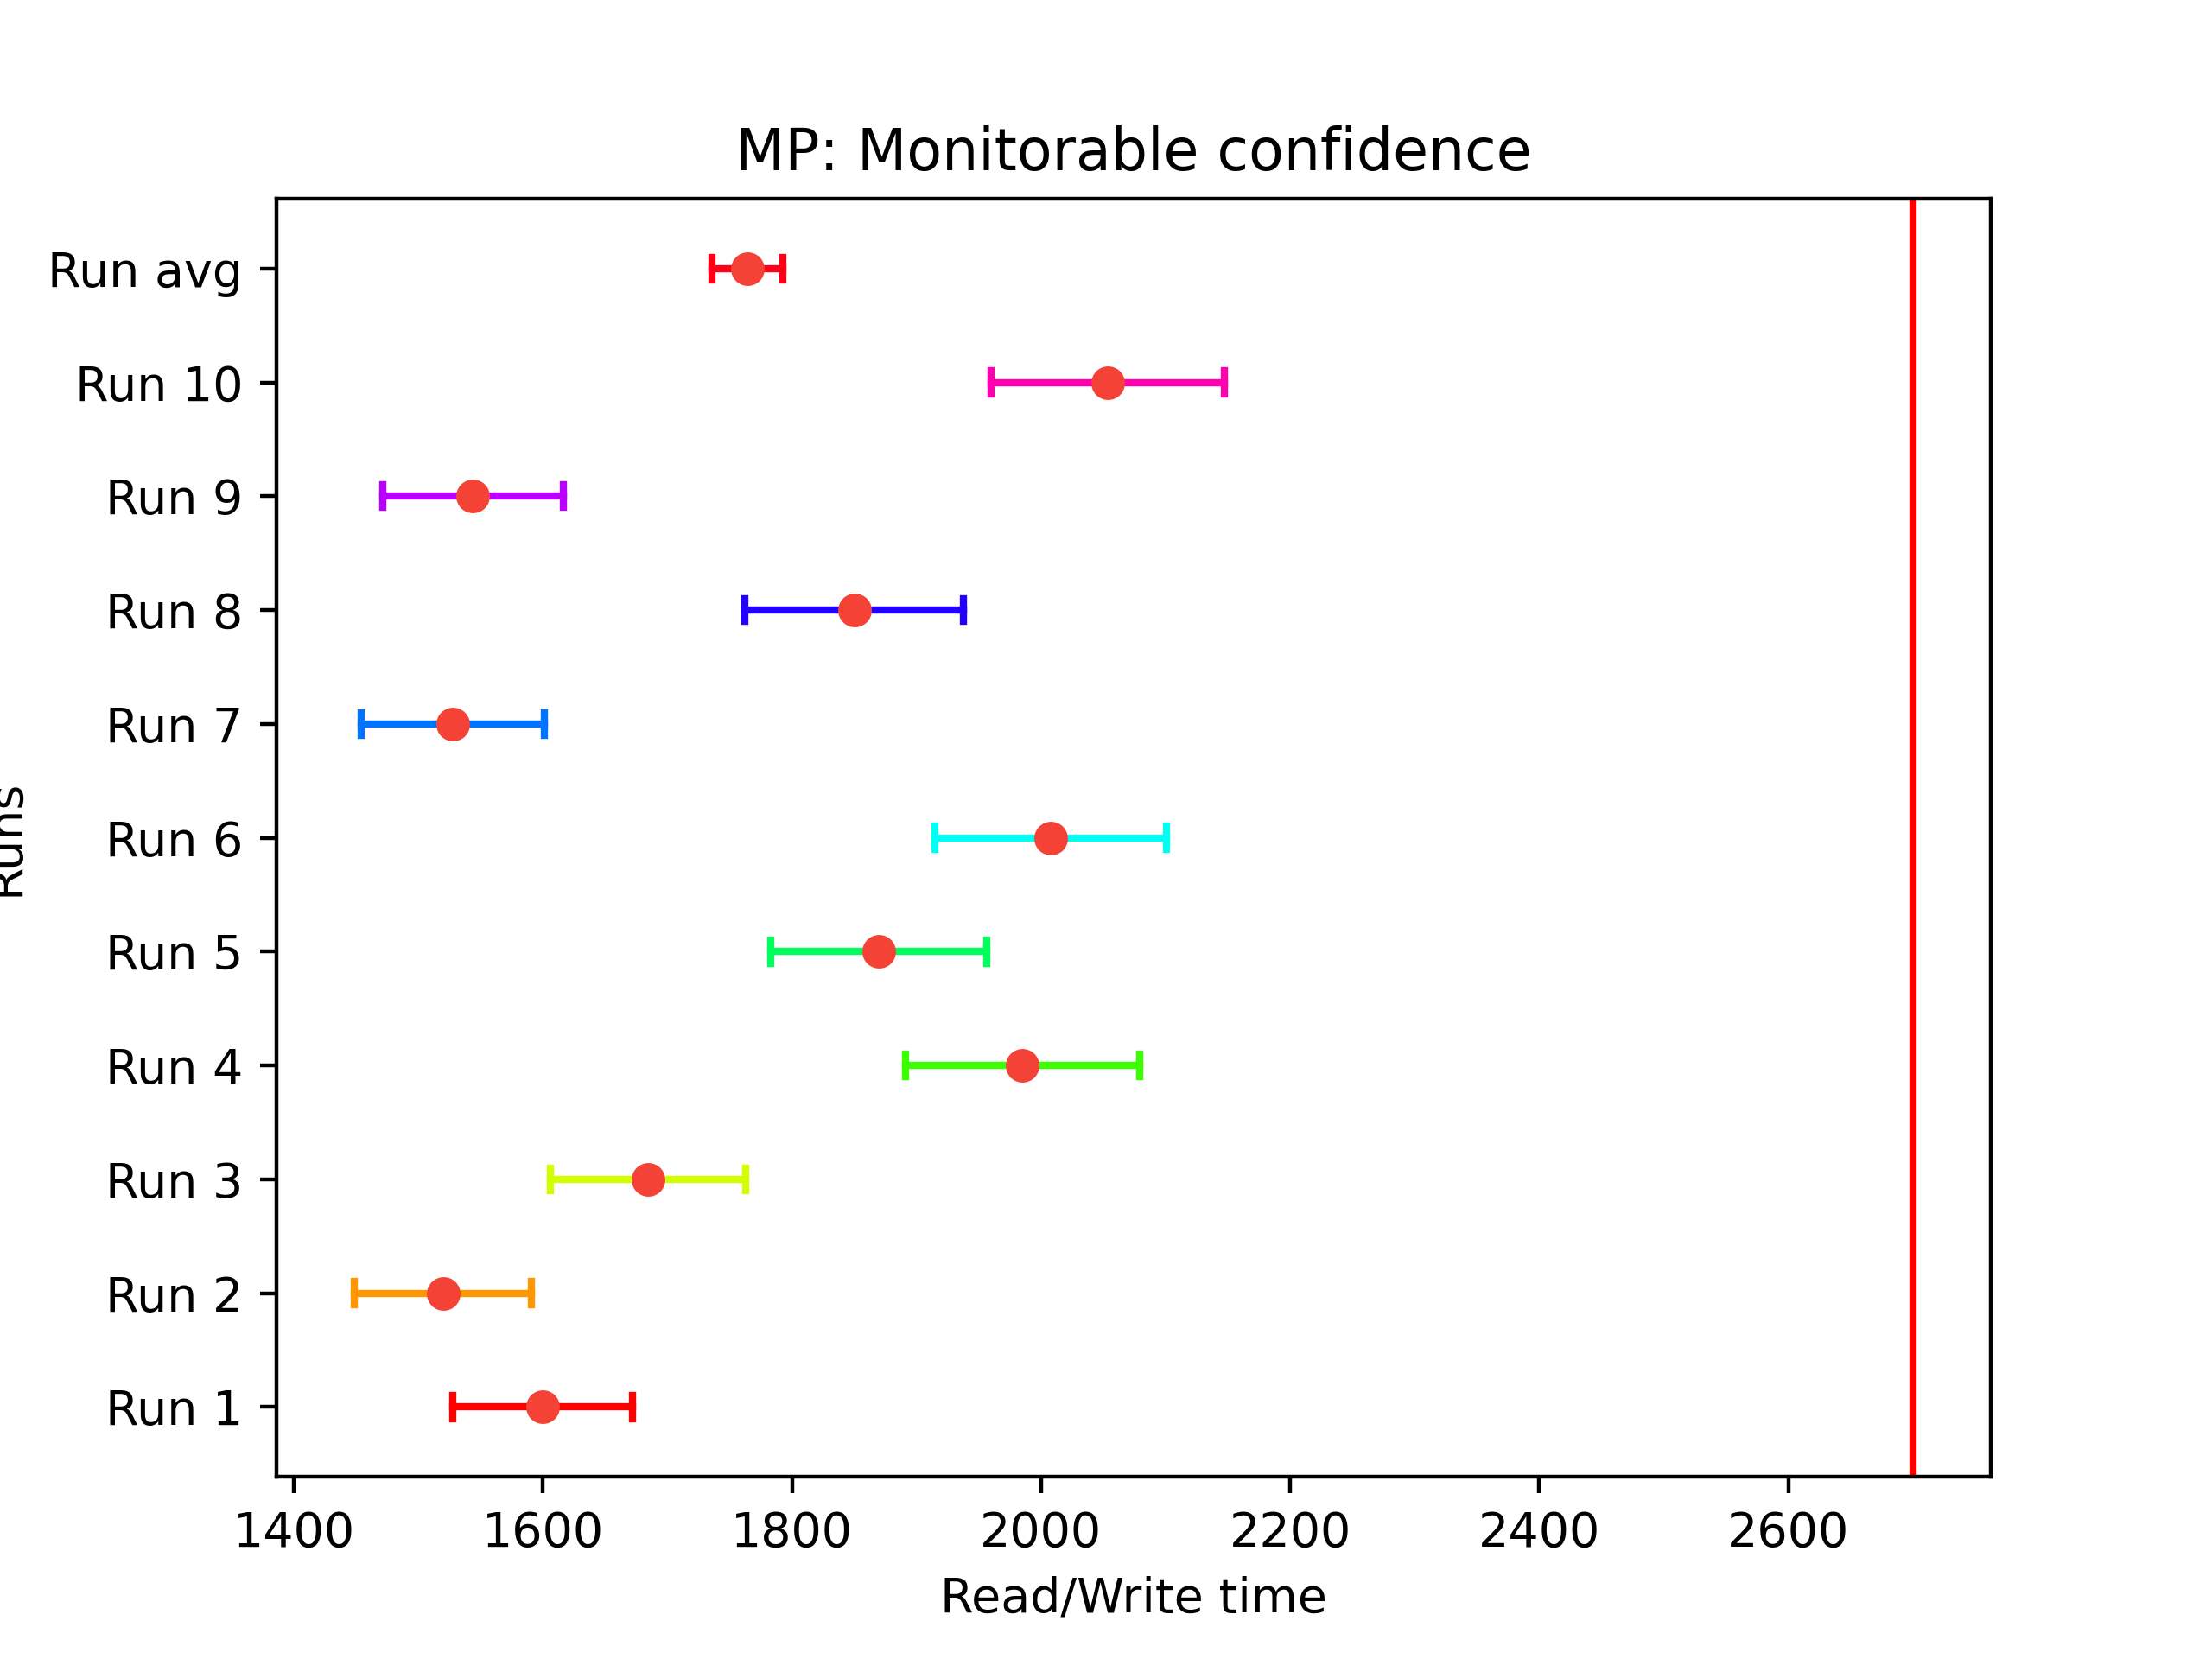 MP: Monitorable confidence
Run avg
Run 10
Run 9
Run 8
Run 7
Run 6
Run 5
Run 4
Run 3
Run 2
Run 1
Runs
1400 1600 1800 2000 2200 2400 2600
Read/Write time